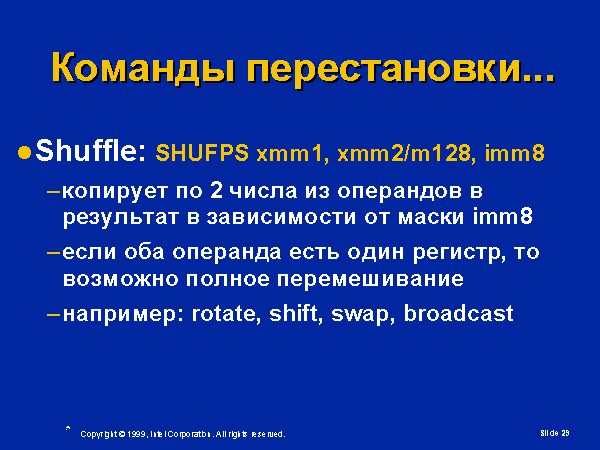 Команды перестановки...
●Shuffle: SHUFPS xmm1, xmm2/m128, imm8
–копирует по 2 числа из операндов в
результат в зависимости от маски imm8
–если оба операнда есть один регистр, то
возможно полное перемешивание
–например: rotate, shift, swap, broadcast
* Copyright © 1999, Intel Corporation. All rights reserved.
Slide 29